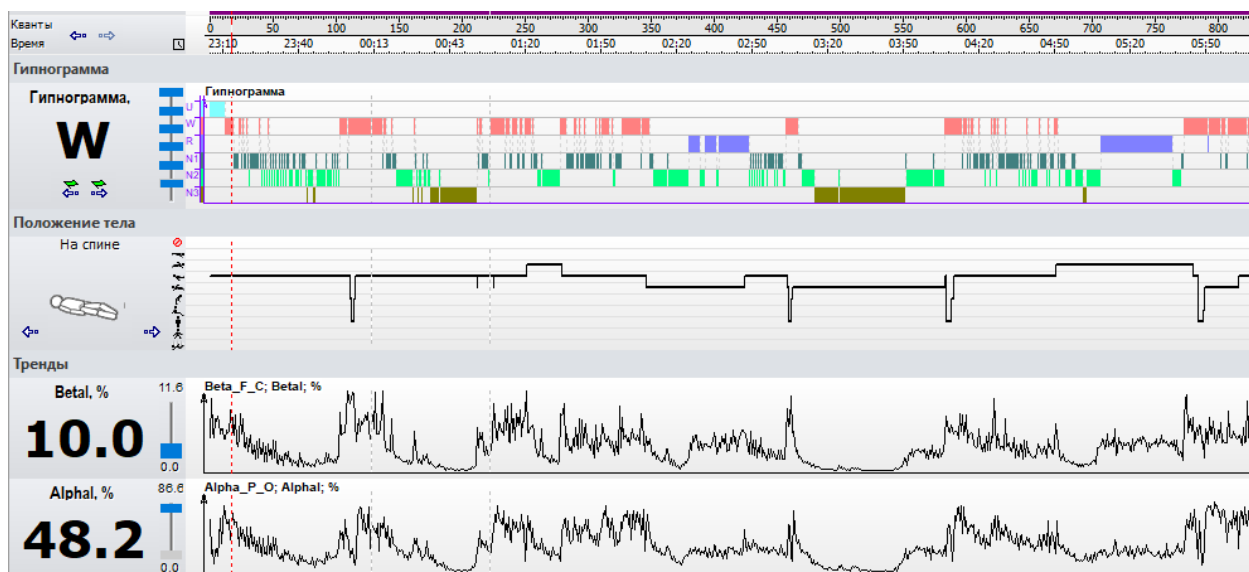 Кванты 0 50 100 150 200 250 300 350 400 450 500 550 600 650 700 750 800
Время 23:10 23:40 00:13 00:43 01:20 01:50 02:20 02:50 03:20 03:50 04:20 04:50 05:20 05:50
Гипнограмма
Гипнограмма,
W
Гипнограмма
U
W
R
N1
N2
N3
Положение тела
На спине
Тренды
Betal, %
11.6
10.0
0.0
Beta_F_C; Betal; %
Alphal, %
86.6
48.2
0.0
Alpha_P_O; Alphal; %